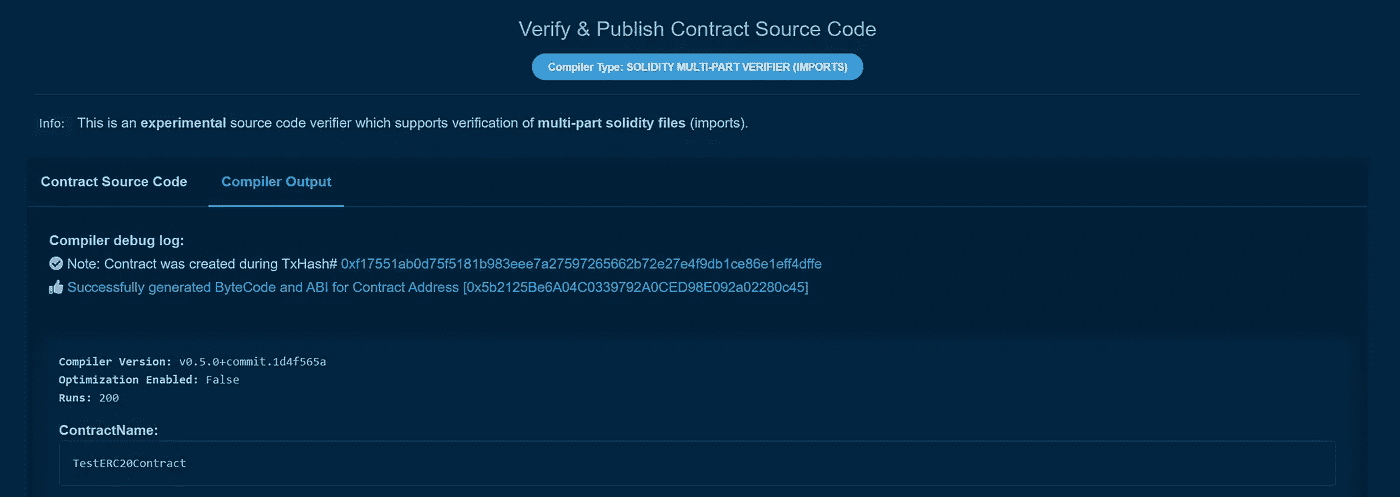 Verify & Publish Contract Source Code
Compiler Type: SOLIDITY MULTI-PART VERIFIER (IMPORTS)
Info: This is an experimental source code verifier which supports verification of multi-part solidity files (imports).
Contract Source Code Compiler Output
Compiler debug log:
Note: Contract was created during TxHash# 0xf17551ab0d75f5181b983eee7a27597265662b72e27e4f9db1ce86e1eff4dffe
Successfully generated ByteCode and ABI for Contract Address [0x5b2125Be6A04C0339792A0CED98E092a02280c45]
Compiler Version: v0.5.0+commit.1d4f565a
Optimization Enabled: False
Runs: 200
ContractName:
TestERC20Contract